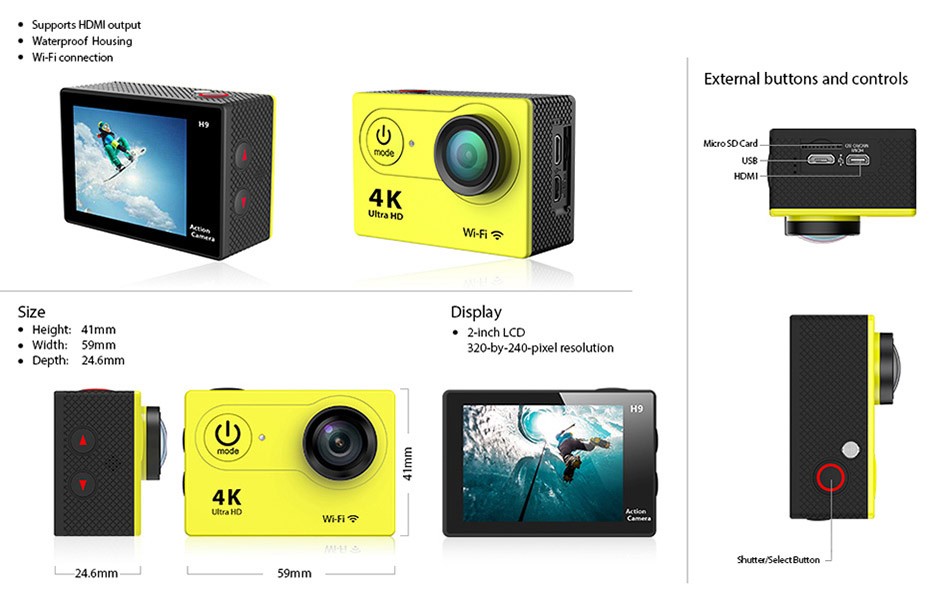 Supports HDMI output
Waterproof Housing
Wi-Fi connection
H9
Action
Camera
mode
4K
Ultra HD
Wi-Fi
External buttons and controls
Micro SD Card
USB
HDMI
Size
Height: 41mm
Width: 59mm
Depth: 24.6mm
Display
2-inch LCD
320-by-240-pixel resolution
mode
4K
Ultra HD
Wi-Fi
41mm
H9
Action
Camera
24.6mm
59mm
Shutter/Select Button